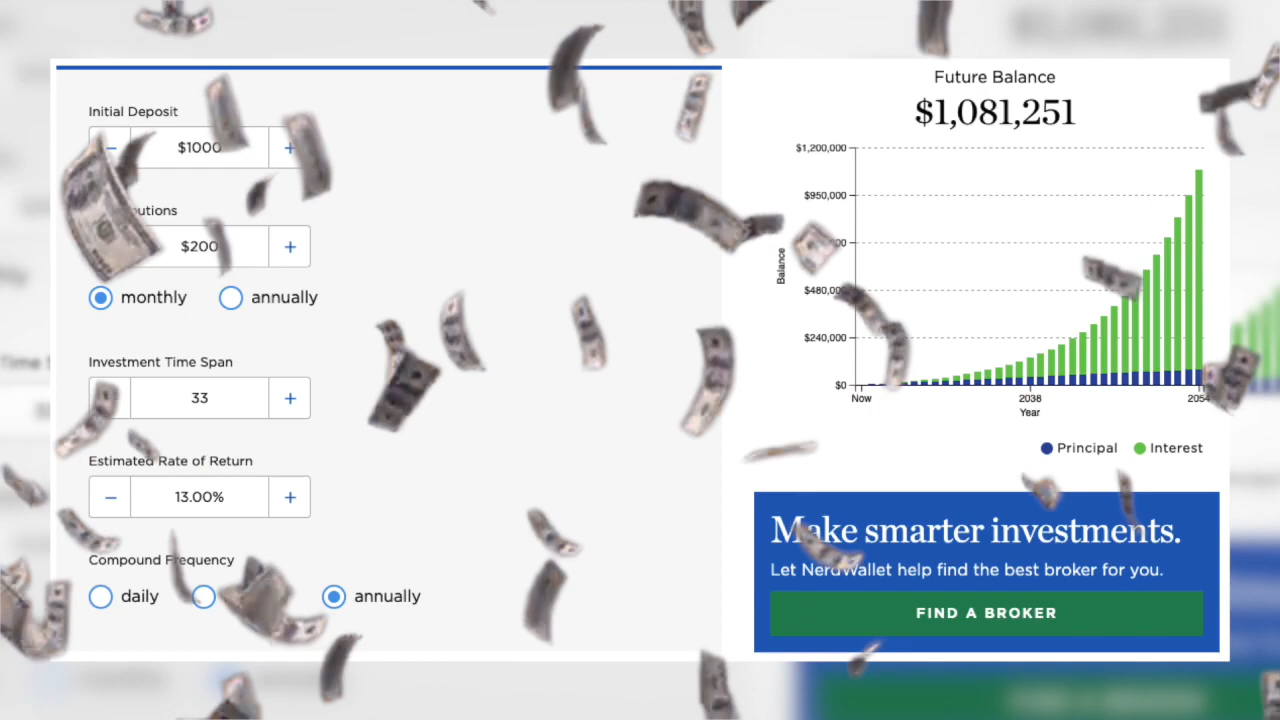 Initial Deposit
− $1000 +
$200 +
monthly annually
Investment Time Span
33 +
Estimated Rate of Return
− 13.00% +
Compound Frequency
daily annually
Future Balance
$1,081,251
$1,200,000
$950,000
$480,000
$240,000
$0
Balance
Now 2038 2054
Year
Principal Interest
Make smarter investments.
Let NerdWallet help find the best broker for you.
FIND A BROKER